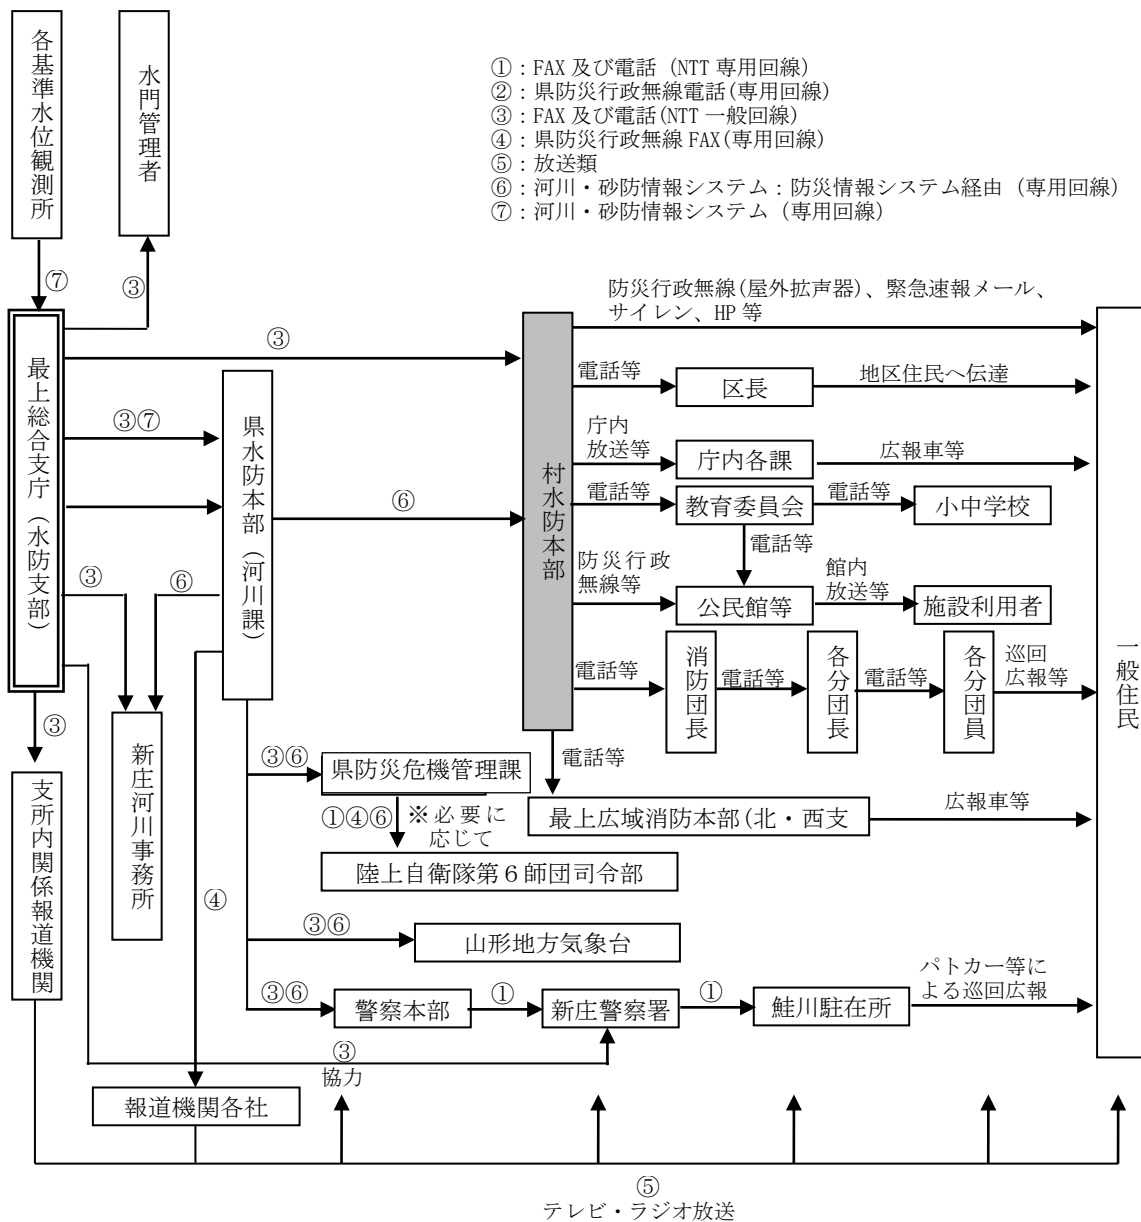 各基準水位観測所
水門管理者
①：FAX 及び電話（NTT 専用回線）
②：県防災行政無線電話(専用回線)
③：FAX 及び電話(NTT 一般回線)
④：県防災行政無線 FAX(専用回線)
⑤：放送類
⑥：河川・砂防情報システム：防災情報システム経由（専用回線）
⑦：河川・砂防情報システム（専用回線）
⑦
③
防災行政無線(屋外拡声器)、緊急速報メール、
サイレン、HP 等
最上総合支庁（水防支部）
③
県水防本部（河川課）
村水防本部
一般住民
電話等
区長
地区住民へ伝達
③⑦
庁内
放送等
庁内各課
広報車等
⑥
電話等
教育委員会
電話等
小中学校
電話等
③
⑥
防災行政
無線等
公民館等
館内
放送等
施設利用者
電話等
消防団長
電話等
各分団長
電話等
各分団員
巡回
広報等
③
新庄河川事務所
支所内関係報道機関
③⑥
県防災危機管理課
電話等
①④⑥
※必要に
応じて
最上広域消防本部(北・西支
広報車等
陸上自衛隊第６師団司令部
④
③⑥
山形地方気象台
③⑥
警察本部
①
新庄警察署
①
鮭川駐在所
パトカー等に
よる巡回広報
③
協力
報道機関各社
⑤
テレビ・ラジオ放送